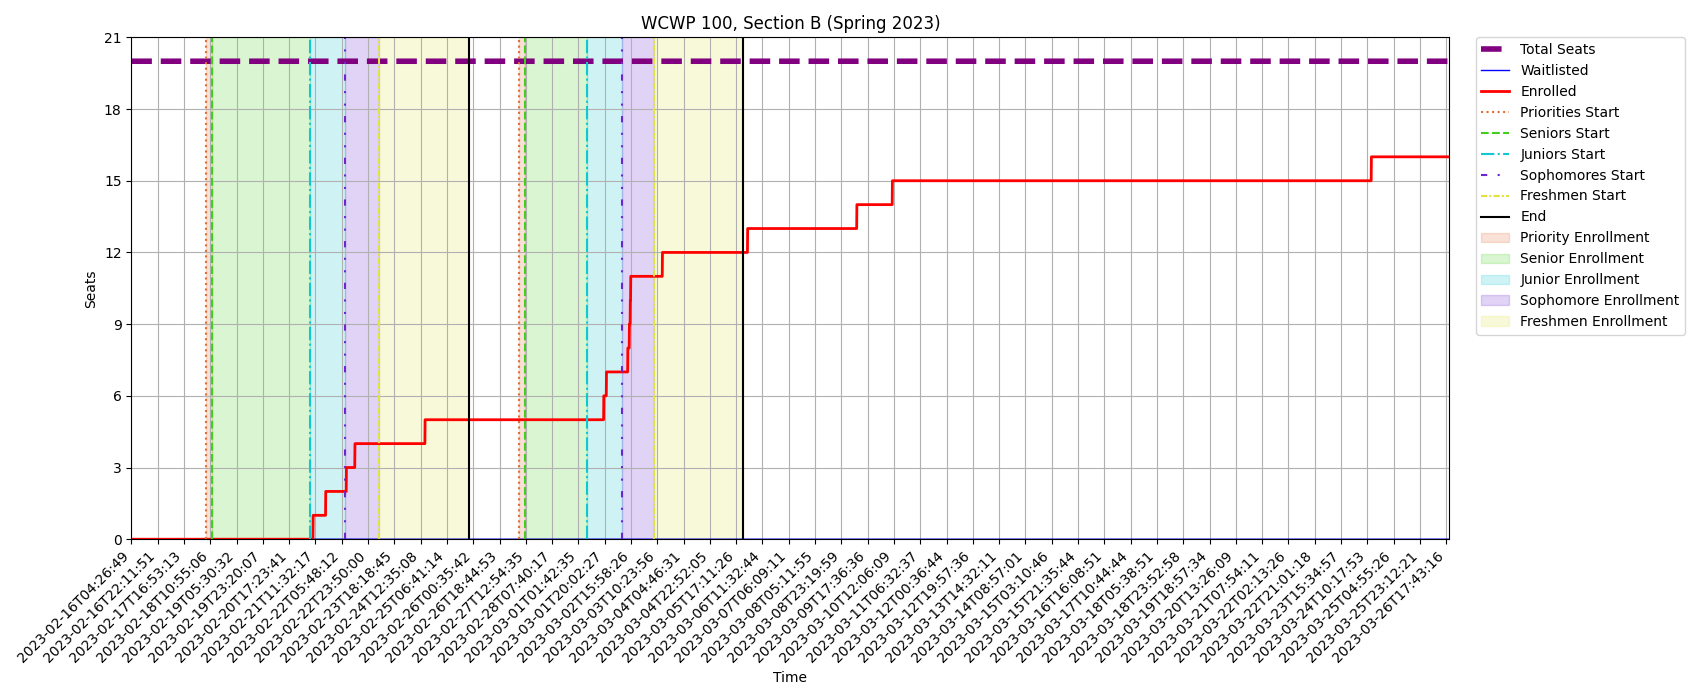 WCWP 100, Section B (Spring 2023)
Seats
21
18
15
12
9
6
3
0
2023-02-16T04:26:49
2023-02-16T22:11:51
2023-02-17T16:53:13
2023-02-18T10:55:06
2023-02-19T05:30:32
2023-02-19T23:20:07
2023-02-20T17:23:41
2023-02-21T11:32:17
2023-02-22T05:48:12
2023-02-22T23:50:00
2023-02-23T18:18:45
2023-02-24T12:35:08
2023-02-25T06:41:14
2023-02-26T00:35:42
2023-02-26T18:44:53
2023-02-27T12:54:35
2023-02-28T07:40:17
2023-03-01T01:42:35
2023-03-01T20:02:27
2023-03-02T15:58:26
2023-03-03T10:23:56
2023-03-04T04:46:31
2023-03-04T22:52:05
2023-03-05T17:11:26
2023-03-06T11:32:44
2023-03-07T06:09:11
2023-03-08T05:11:55
2023-03-08T23:19:59
2023-03-09T17:36:36
2023-03-10T12:06:09
2023-03-11T06:32:37
2023-03-12T00:36:44
2023-03-12T19:57:36
2023-03-13T14:32:11
2023-03-14T08:57:01
2023-03-15T03:10:46
2023-03-15T21:35:44
2023-03-16T16:08:51
2023-03-17T10:44:44
2023-03-18T05:38:51
2023-03-18T23:52:58
2023-03-19T18:57:34
2023-03-20T13:26:09
2023-03-21T07:54:11
2023-03-22T02:13:26
2023-03-22T21:01:18
2023-03-23T15:34:57
2023-03-24T10:17:53
2023-03-25T04:55:26
2023-03-25T23:12:21
2023-03-26T17:43:16
Time
Total Seats
Waitlisted
Enrolled
Priorities Start
Seniors Start
Juniors Start
Sophomores Start
Freshmen Start
End
Priority Enrollment
Senior Enrollment
Junior Enrollment
Sophomore Enrollment
Freshmen Enrollment